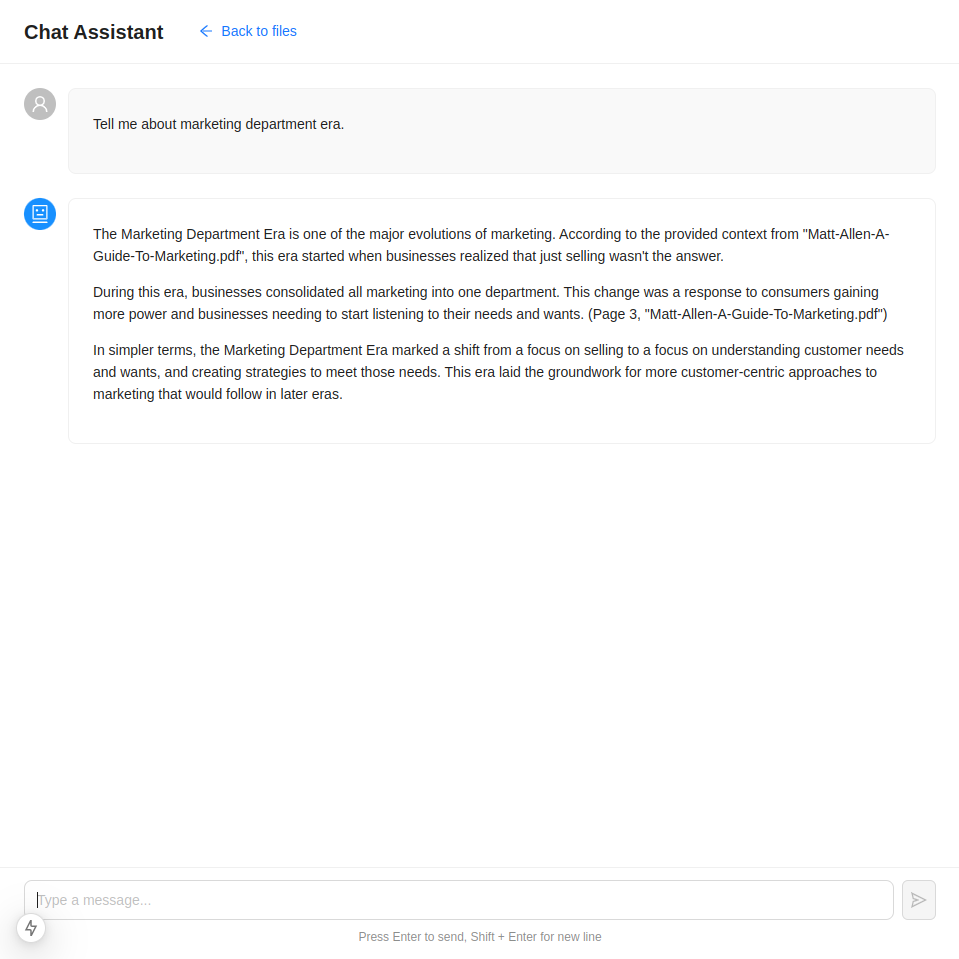 Chat Assistant
Back to files
Tell me about marketing department era.
The Marketing Department Era is one of the major evolutions of marketing. According to the provided context from "Matt-Allen-A-
Guide-To-Marketing.pdf", this era started when businesses realized that just selling wasn't the answer.
During this era, businesses consolidated all marketing into one department. This change was a response to consumers gaining
more power and businesses needing to start listening to their needs and wants. (Page 3, "Matt-Allen-A-Guide-To-Marketing.pdf")
In simpler terms, the Marketing Department Era marked a shift from a focus on selling to a focus on understanding customer needs
and wants, and creating strategies to meet those needs. This era laid the groundwork for more customer-centric approaches to
marketing that would follow in later eras.
Type a message...
Press Enter to send, Shift + Enter for new line